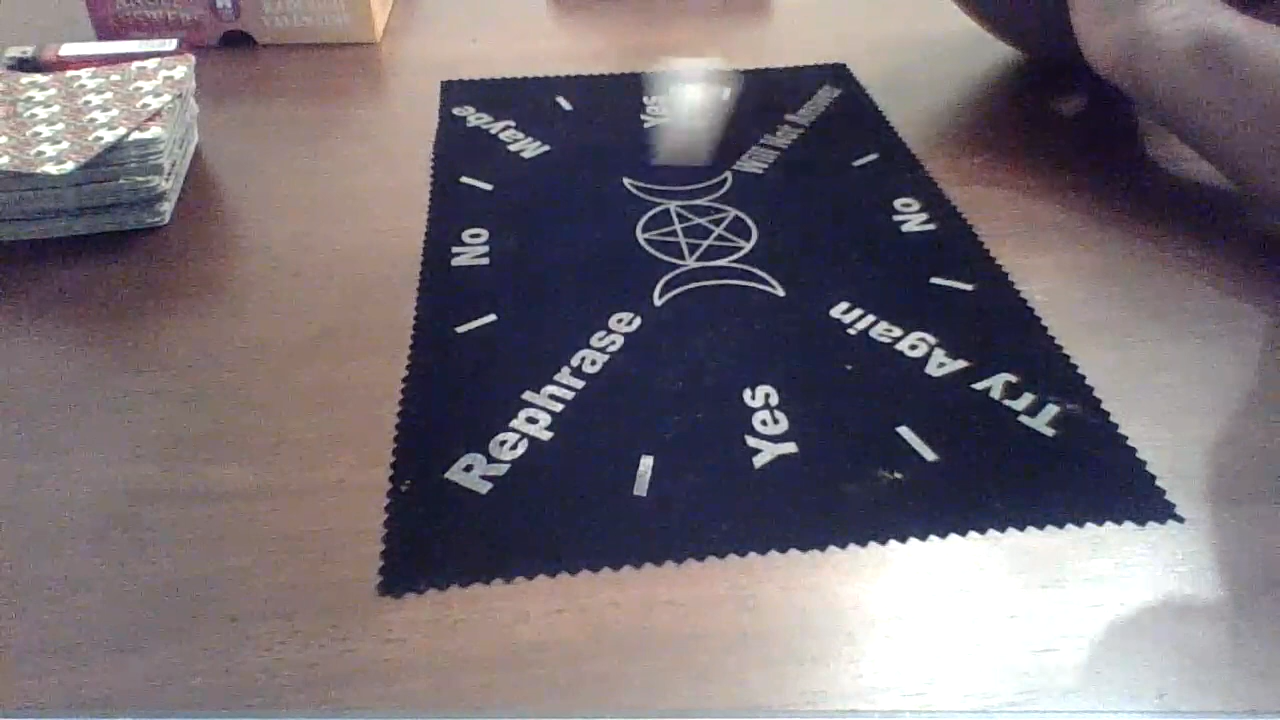 Yes
Maybe
Will Not Answer
No
No
Try Again
Rephrase
Yes